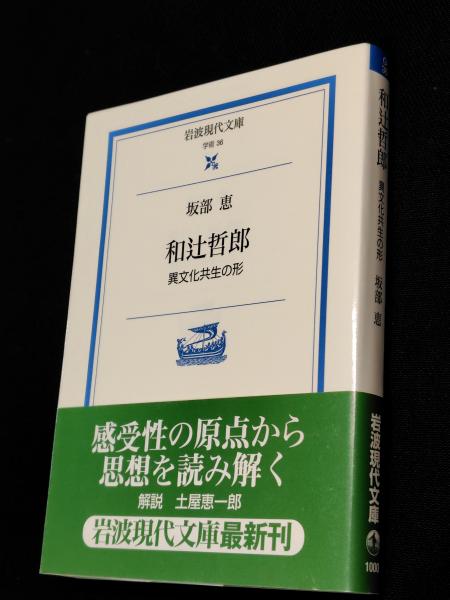 岩波現代文庫
学術 36
坂部 恵
和辻哲郎
異文化共生の形
感受性の原点から
思想を読み解く
解説 土屋恵一郎
岩波現代文庫最新刊
和辻哲郎
異文化共生の形
坂部 恵
岩波現代文庫
1000